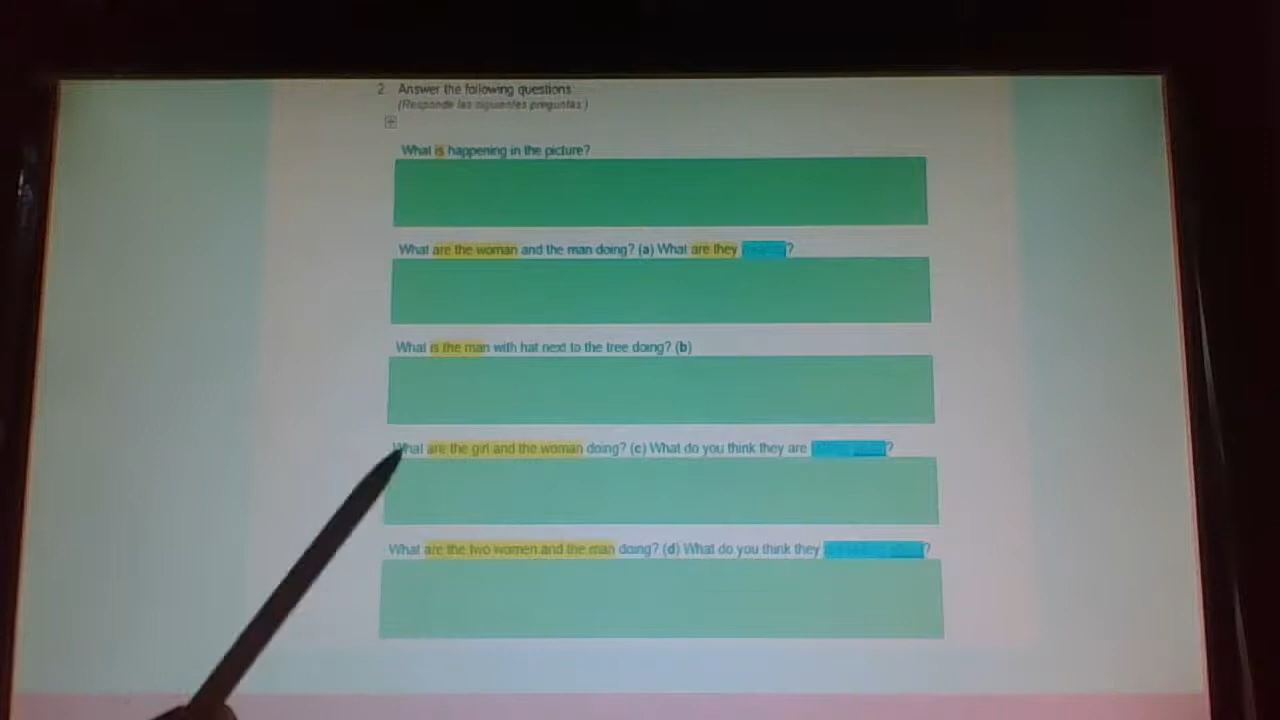 2. Answer the following questions
(Responde las siguientes preguntas.)
What is happening in the picture?
What are the woman and the man doing? (a) What are they ?
What is the man with hat next to the tree doing? (b)
What are the girl and the woman doing? (c) What do you think they are ?
What are the two women and the man doing? (d) What do you think they ?